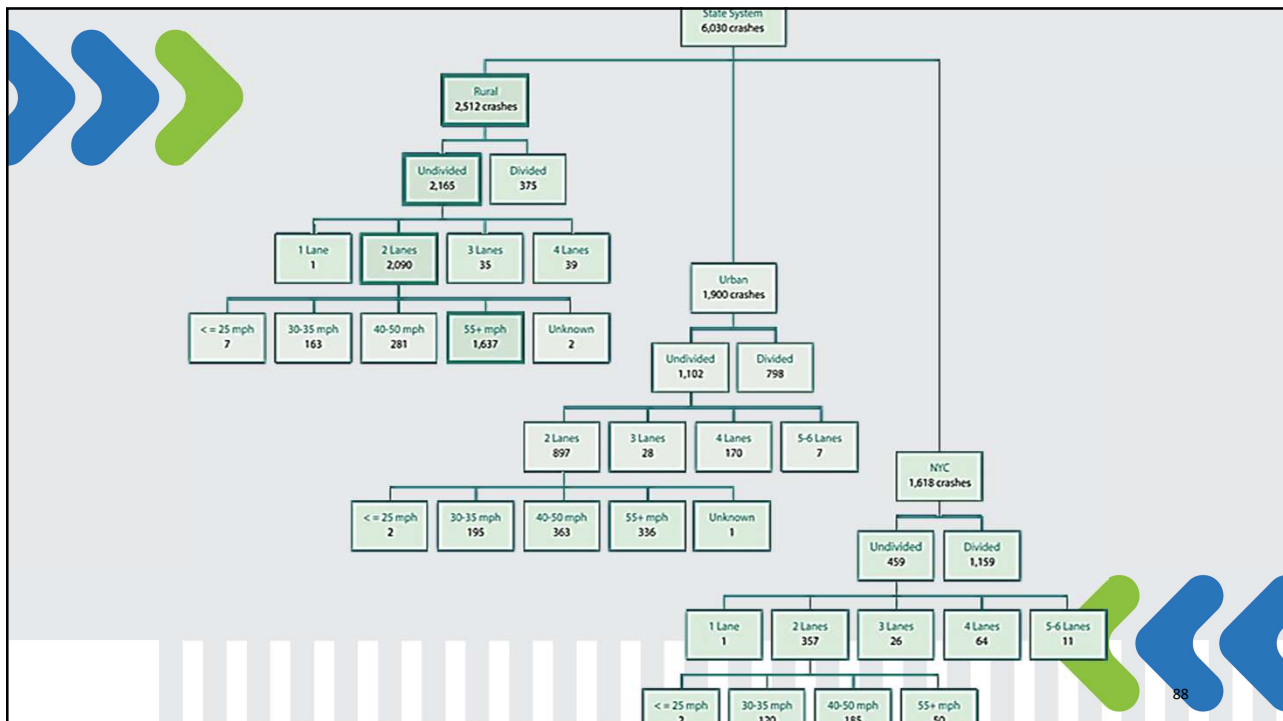 State System
6,030 crashes
Rural
2,512 crashes
Undivided
2,165
Divided
375
1 Lane
1
2 Lanes
2,090
3 Lanes
35
4 Lanes
39
< = 25 mph
7
30-35 mph
163
40-50 mph
281
55+ mph
1,637
Unknown
2
Urban
1,900 crashes
Undivided
1,102
Divided
798
2 Lanes
897
3 Lanes
28
4 Lanes
170
5-6 Lanes
7
< = 25 mph
2
30-35 mph
195
40-50 mph
363
55+ mph
336
Unknown
1
NYC
1,618 crashes
Undivided
459
Divided
1,159
1 Lane
1
2 Lanes
357
3 Lanes
26
4 Lanes
64
5-6 Lanes
11
< = 25 mph
30-35 mph
120
40-50 mph
185
55+ mph
50
88